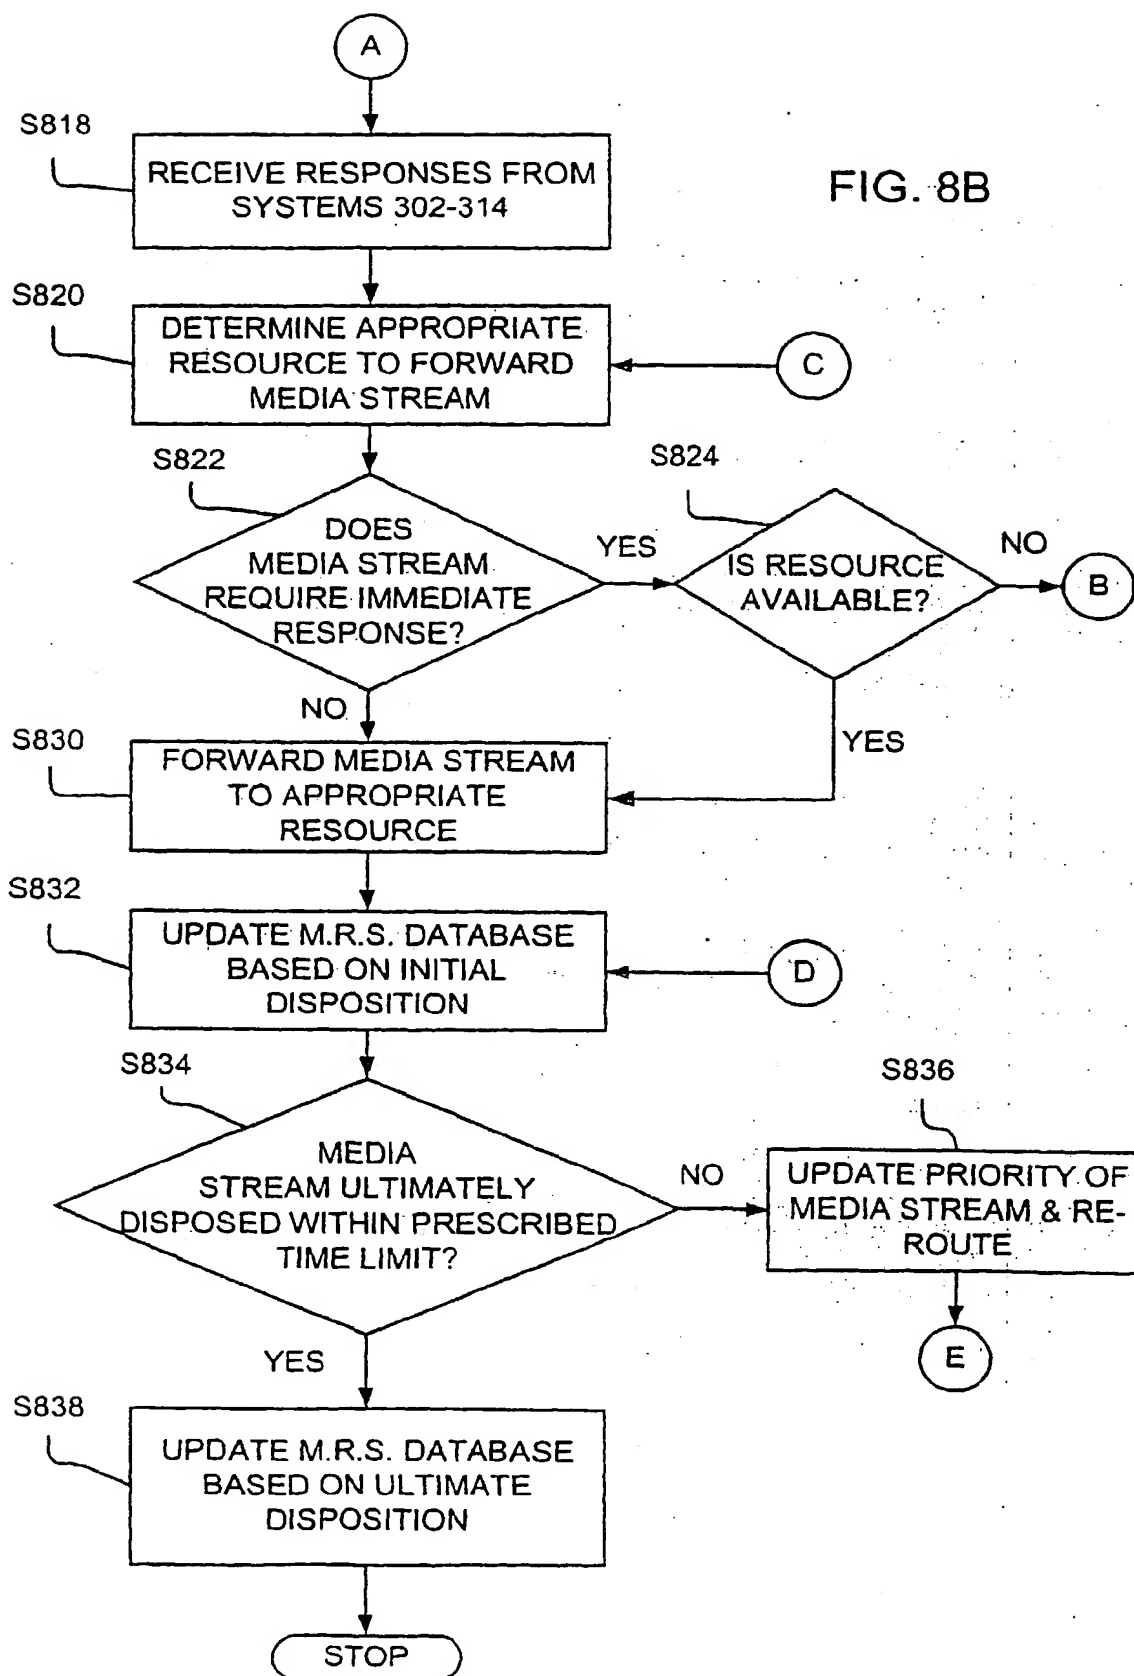 A
S818
RECEIVE RESPONSES FROM
SYSTEMS 302-314
FIG. 8B
S820
DETERMINE APPROPRIATE
RESOURCE TO FORWARD
MEDIA STREAM
C
S822
DOES
MEDIA STREAM
REQUIRE IMMEDIATE
RESPONSE?
YES
S824
IS RESOURCE
AVAILABLE?
NO
B
NO
YES
S830
FORWARD MEDIA STREAM
TO APPROPRIATE
RESOURCE
S832
UPDATE M.R.S. DATABASE
BASED ON INITIAL
DISPOSITION
D
S834
MEDIA
STREAM ULTIMATELY
DISPOSED WITHIN PRESCRIBED
TIME LIMIT?
NO
S836
UPDATE PRIORITY OF
MEDIA STREAM & RE-
ROUTE
E
YES
S838
UPDATE M.R.S. DATABASE
BASED ON ULTIMATE
DISPOSITION
STOP